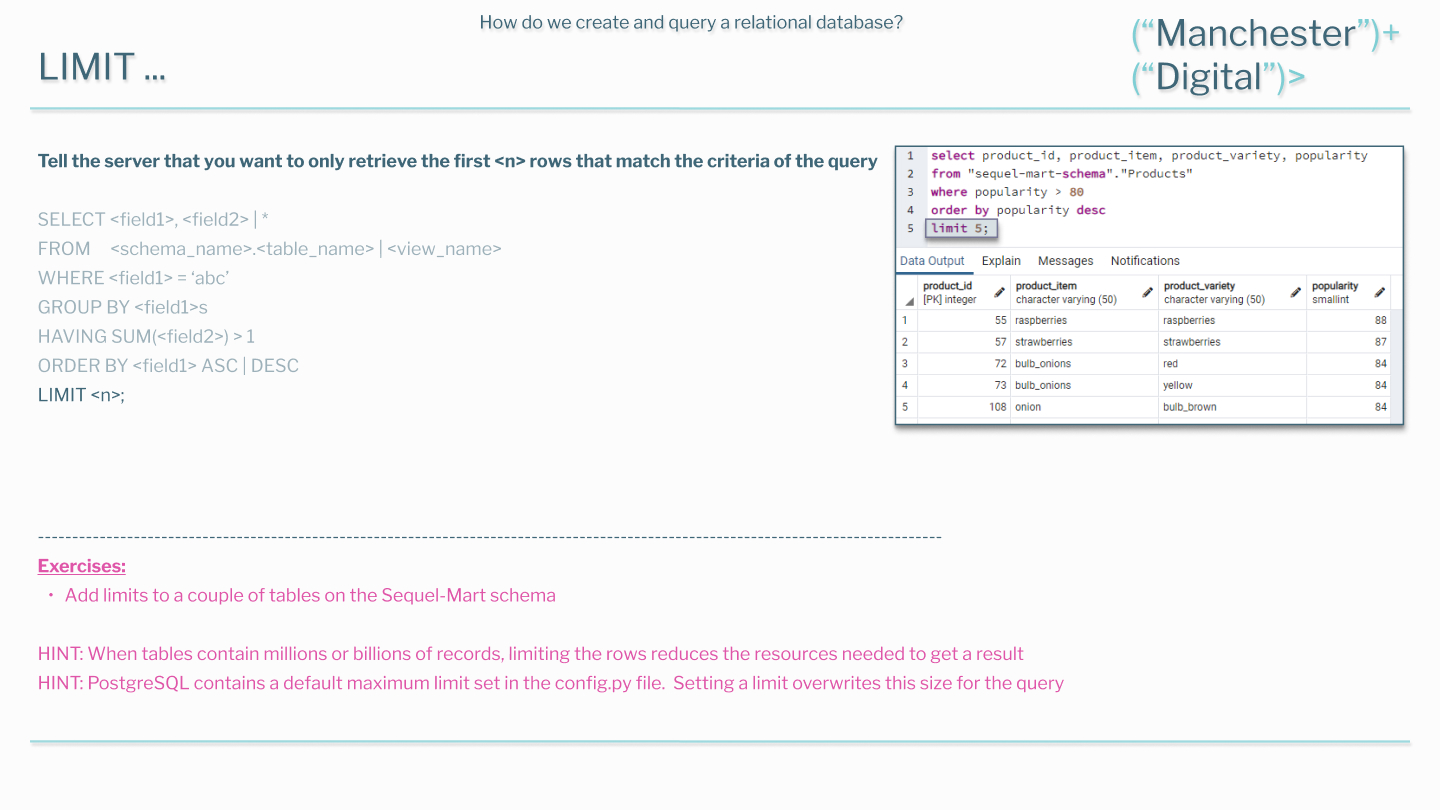 How do we create and query a relational database?
(“Manchester”)+
(“Digital”)>
LIMIT ...
Tell the server that you want to only retrieve the first <n> rows that match the criteria of the query
SELECT <field1>, <field2> | *
FROM <schema_name>.<table_name> | <view_name>
WHERE <field1> = ‘abc’
GROUP BY <field1>s
HAVING SUM(<field2>) > 1
ORDER BY <field1> ASC | DESC
LIMIT <n>;
1 select product_id, product_item, product_variety, popularity
2 from "sequel-mart-schema"."Products"
3 where popularity > 80
4 order by popularity desc
5 limit 5;
Data Output Explain Messages Notifications
product_id product_item product_variety popularity
[PK] integer character varying (50) character varying (50) smallint
1 55 raspberries raspberries 88
2 57 strawberries strawberries 87
3 72 bulb_onions red 84
4 73 bulb_onions yellow 84
5 108 onion bulb_brown 84
Exercises:
• Add limits to a couple of tables on the Sequel-Mart schema
HINT: When tables contain millions or billions of records, limiting the rows reduces the resources needed to get a result
HINT: PostgreSQL contains a default maximum limit set in the config.py file. Setting a limit overwrites this size for the query